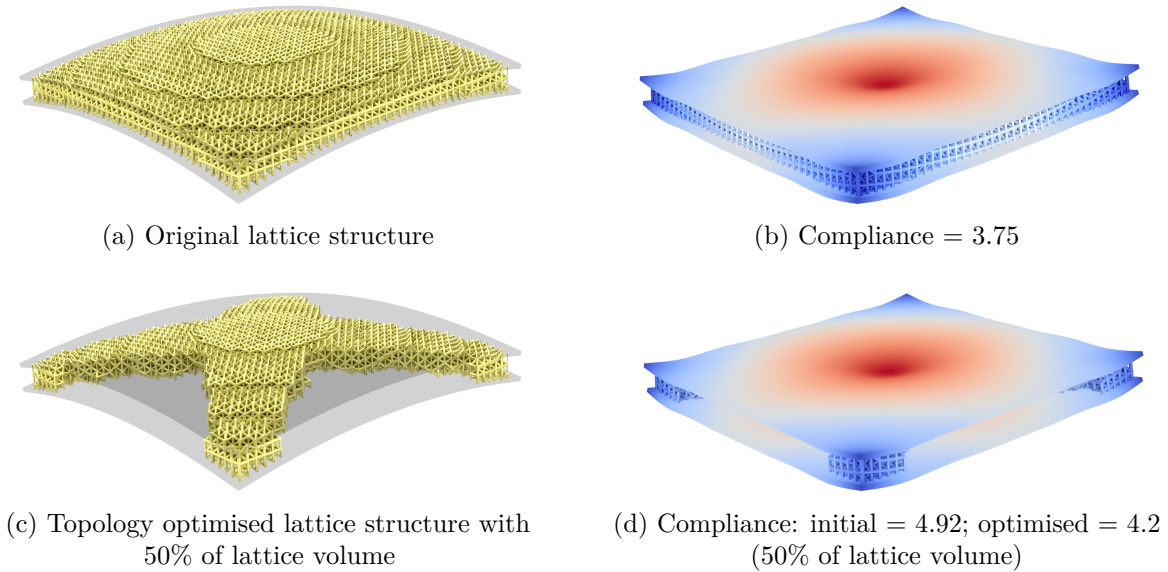 (a) Original lattice structure
(b) Compliance = 3.75
(c) Topology optimised lattice structure with
50% of lattice volume
(d) Compliance: initial = 4.92; optimised = 4.2
(50% of lattice volume)